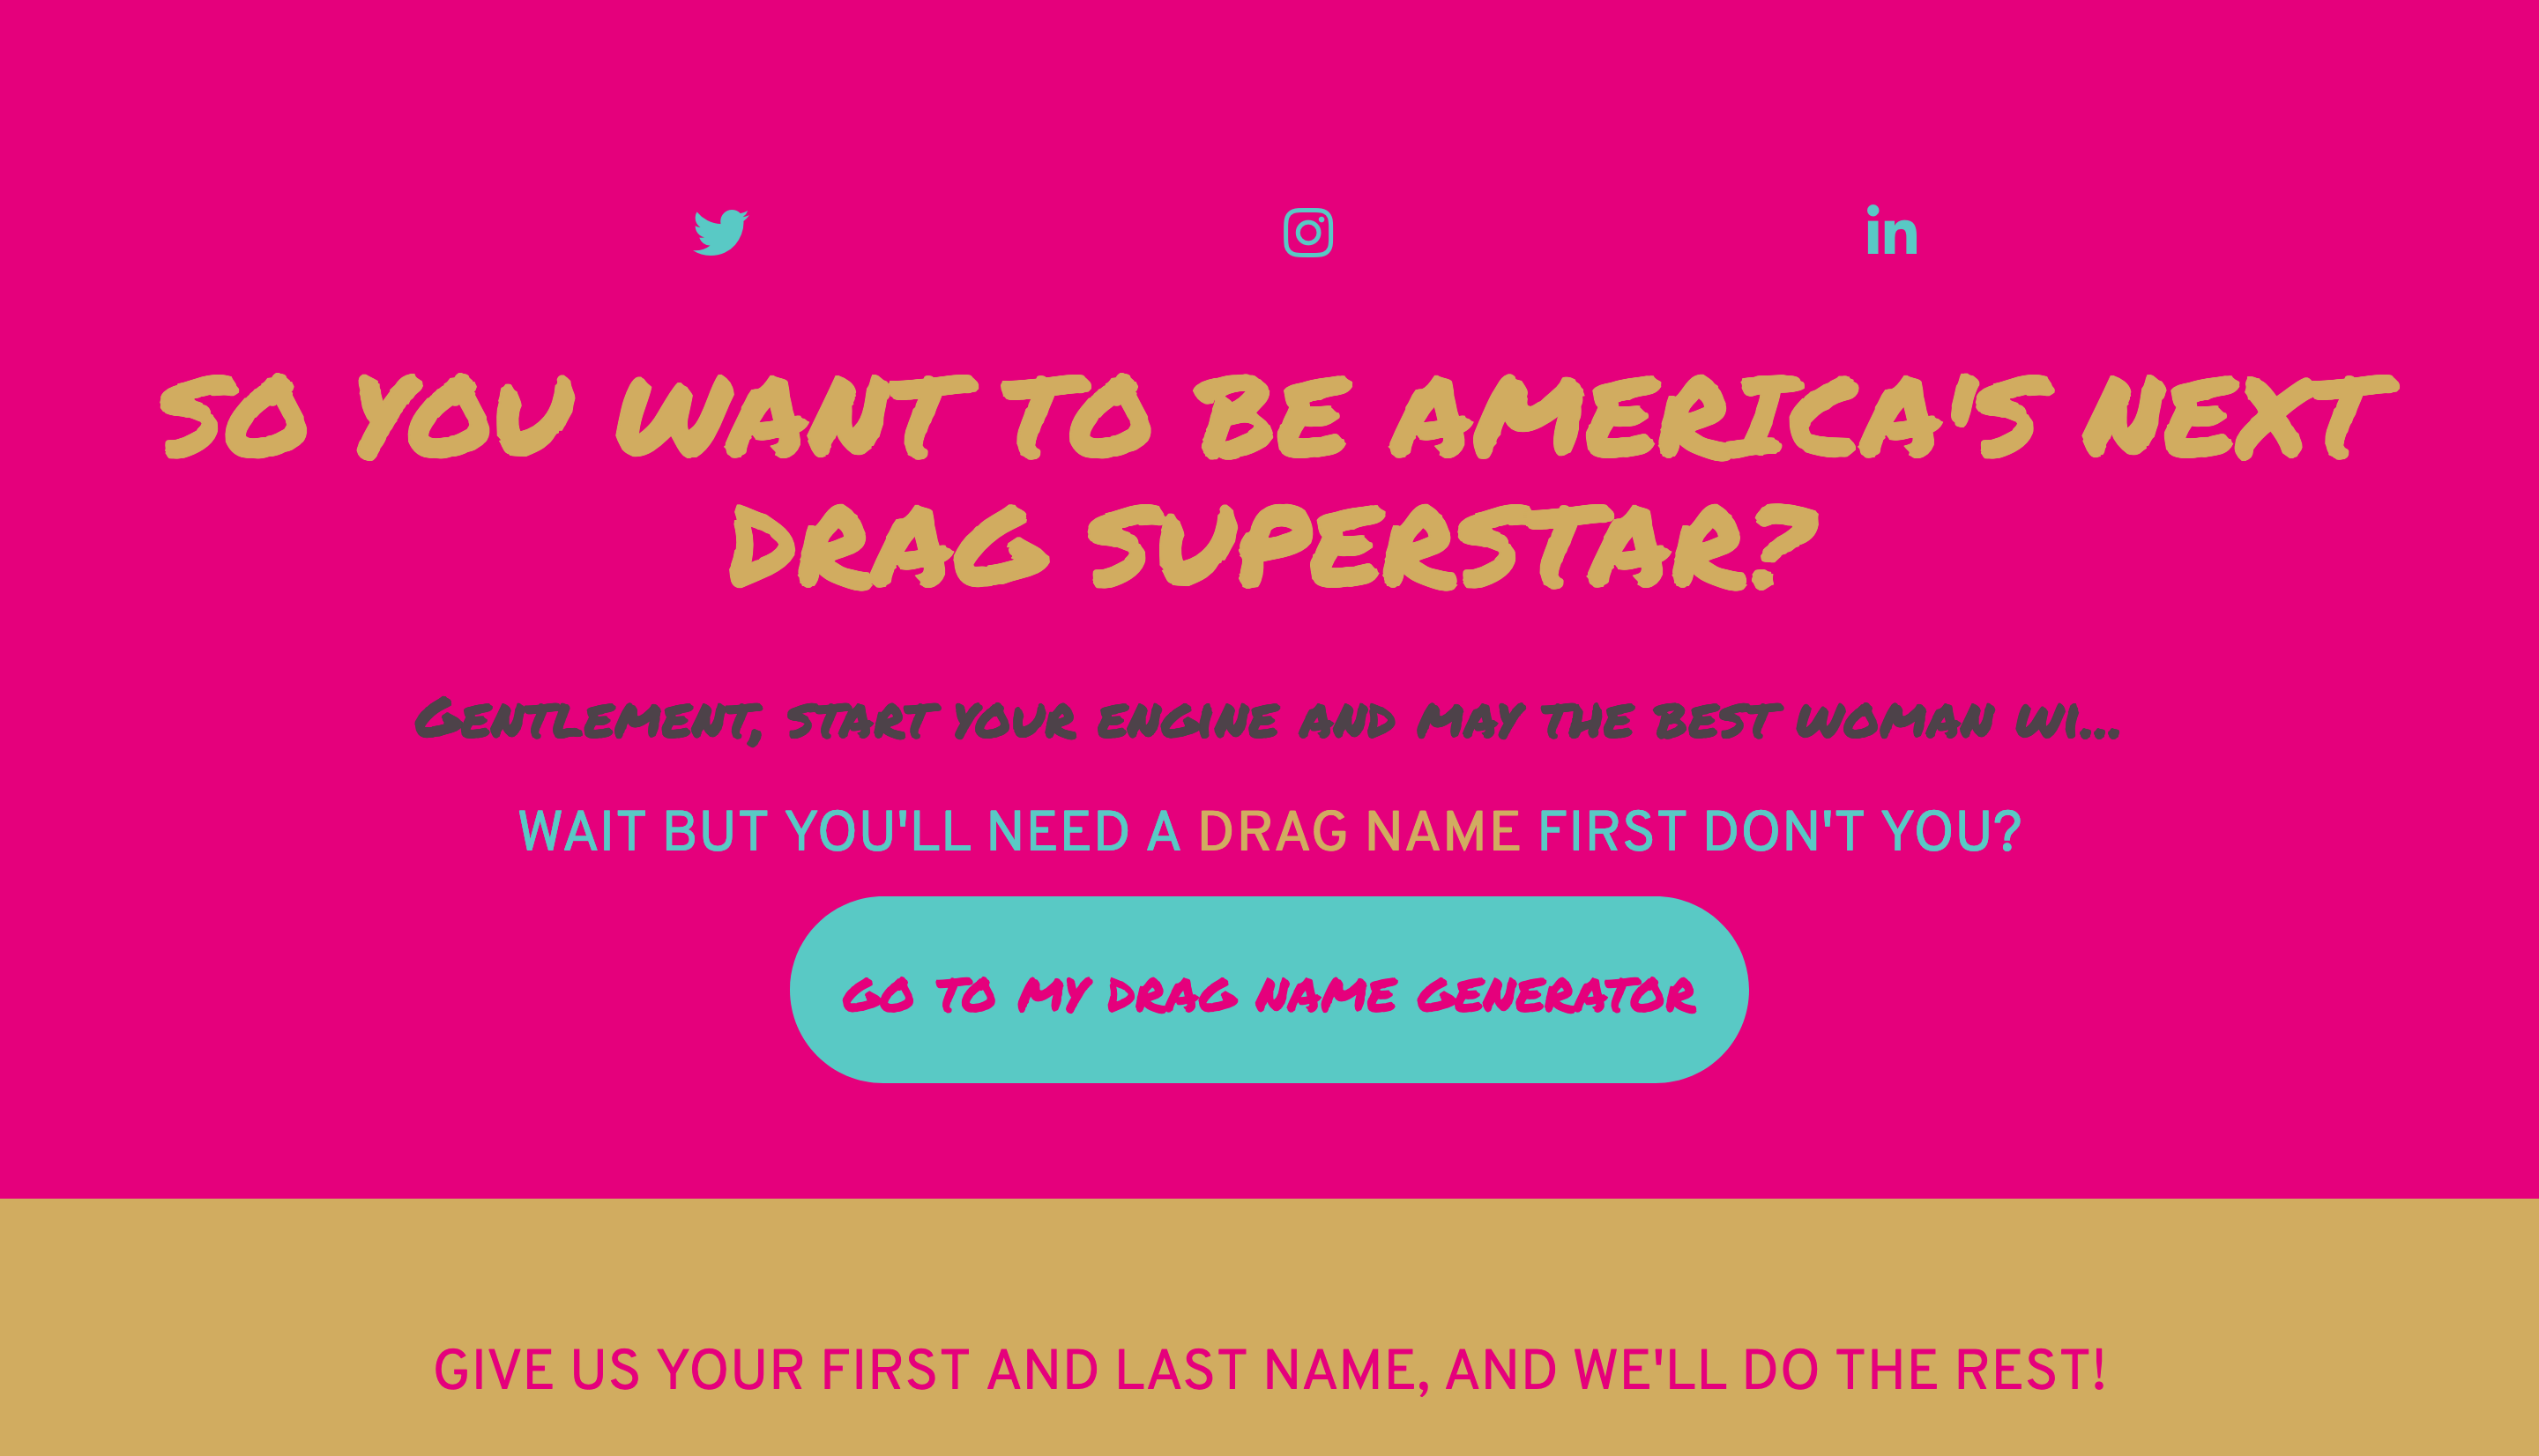 SO YOU WANT TO BE AMERICA'S NEXT
DRAG SUPERSTAR?
GENTLEMENT, START YOUR ENGINE AND MAY THE BEST WOMAN WI...
WAIT BUT YOU'LL NEED A DRAG NAME FIRST DON'T YOU?
GO TO MY DRAG NAME GENERATOR
GIVE US YOUR FIRST AND LAST NAME, AND WE'LL DO THE REST!